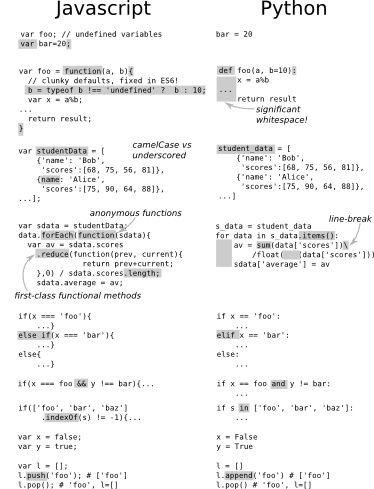 Javascript
var foo; // undefined variables
var bar=20;
var foo = function(a, b){
// clunky defaults, fixed in ES6!
b = typeof b !== 'undefined' ? b : 10;
var x = a%b;
...
return result;
}
camelCase vs
underscored
var studentData = [
{'name': 'Bob',
'scores':[68, 75, 56, 81]},
{name: 'Alice',
'scores':[75, 90, 64, 88]},
...];
anonymous functions
var sdata = studentData;
data.forEach(function(sdata){
var av = sdata.scores
.reduce(function(prev, current){
return prev+current;
},0) / sdata.scores.length;
sdata.average = av;
first-class functional methods
if(x === 'foo'){
...}
else if(x === 'bar'){
...}
else{
...}
if(x === foo && y !== bar){...
if(['foo', 'bar', 'baz']
.indexOf(s) != -1){...
var x = false;
var y = true;
var l = [];
l.push('foo'); # ['foo']
l.pop(); # 'foo', l=[]
Python
bar = 20
def foo(a, b=10):
x = a%b
...
return result
significant
whitespace!
student_data = [
{'name': 'Bob',
'scores':[68, 75, 56, 81]},
{'name': 'Alice',
'scores':[75, 90, 64, 88]},
...]
line-break
s_data = student_data
for data in s_data.items():
av = sum(data['scores'])\
/float( (data['scores'])
sdata['average'] = av
if x == 'foo':
...
elif x == 'bar':
...
else:
...
if x == foo and y != bar:
...
if s in ['foo', 'bar', 'baz']:
...
x = False
y = True
l = []
l.append('foo') # ['foo']
l.pop() # 'foo', l=[]